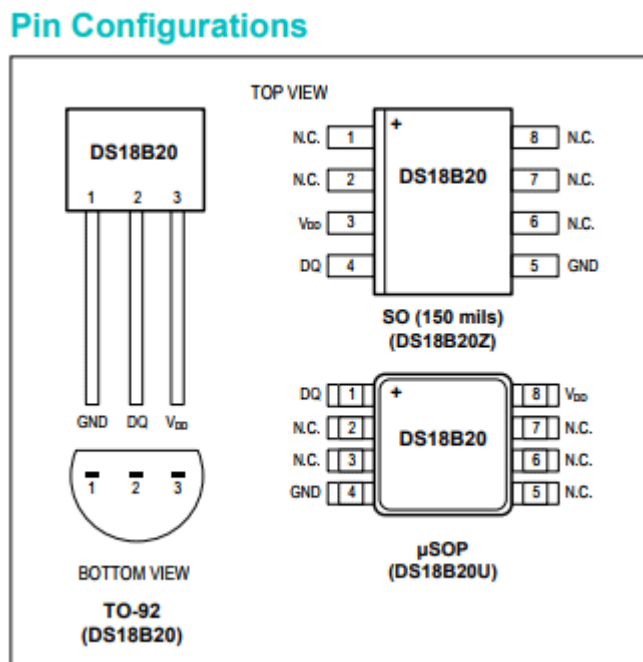 Pin Configurations
TOP VIEW
DS18B20
1 2 3
GND DQ VDD
1 2 3
BOTTOM VIEW
TO-92
(DS18B20)
+
DS18B20
N.C. 1 8 N.C.
N.C. 2 7 N.C.
VDD 3 6 N.C.
DQ 4 5 GND
SO (150 mils)
(DS18B20Z)
+
DS18B20
DQ 1 8 VDD
N.C. 2 7 N.C.
N.C. 3 6 N.C.
GND 4 5 N.C.
µSOP
(DS18B20U)